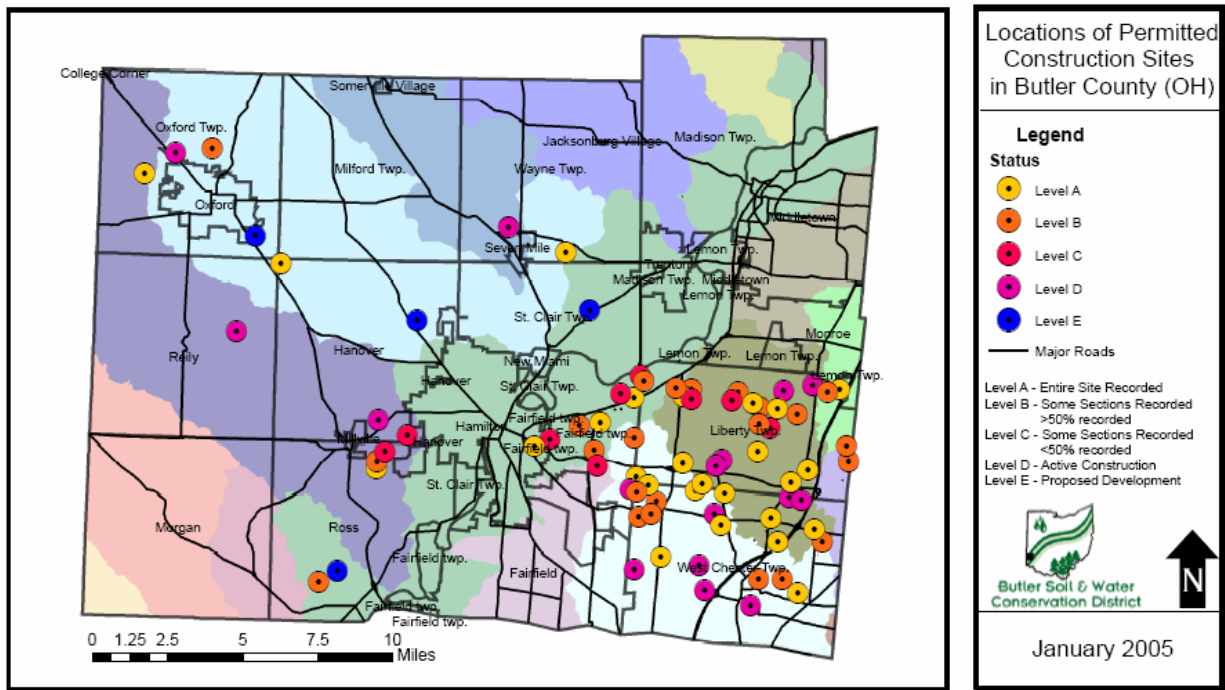 College Corner
Somerville Village
Oxford Twp.
Jacksonburg Village
Madison Twp.
Milford Twp.
Wayne Twp.
Oxford
Middletown
Seven Mile
Lemon Twp.
Trenton
Madison Twp.
Middletown
Lemon Twp.
St. Clair Twp.
Monroe
Reily
Hanover
Lemon Twp.
Lemon Twp.
New Miami
Lemon Twp.
Hanover
St. Clair Twp.
Fairfield twp.
Hamilton
Fairfield twp.
Liberty Twp.
Millville
Hanover
Fairfield twp.
St. Clair Twp.
Morgan
Ross
Fairfield twp.
Fairfield
West Chester Twp.
Fairfield twp.
Fairfield twp.
0 1.25 2.5 5 7.5 10
Miles
Locations of Permitted
Construction Sites
in Butler County (OH)
Legend
Status
Level A
Level B
Level C
Level D
Level E
Major Roads
Level A - Entire Site Recorded
Level B - Some Sections Recorded
>50% recorded
Level C - Some Sections Recorded
<50% recorded
Level D - Active Construction
Level E - Proposed Development
Butler Soil & Water
Conservation District
N
January 2005